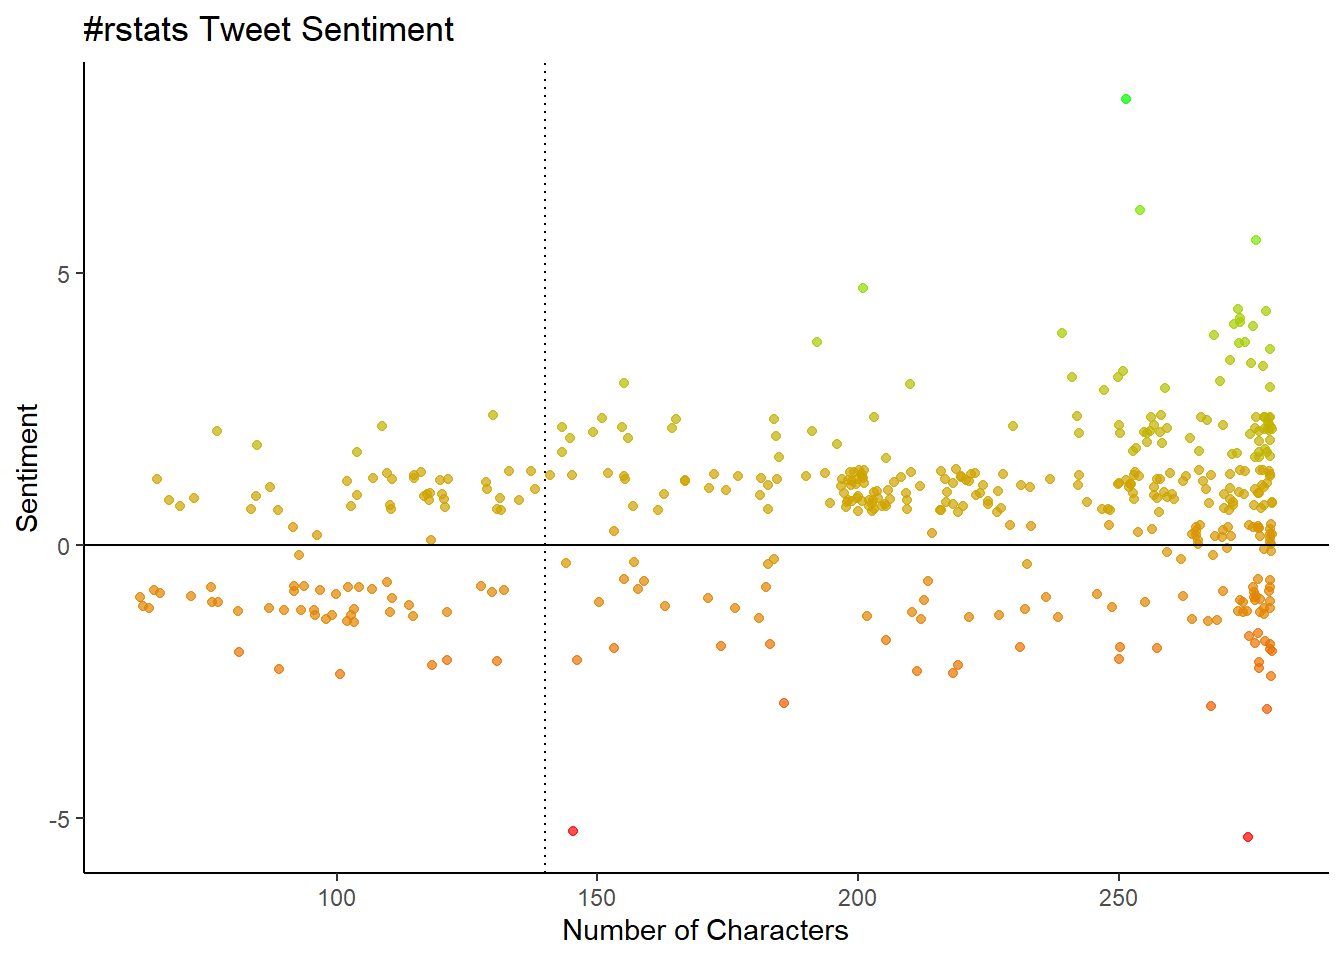 #rstats Tweet Sentiment
Sentiment
5
0
-5
100 150 200 250
Number of Characters